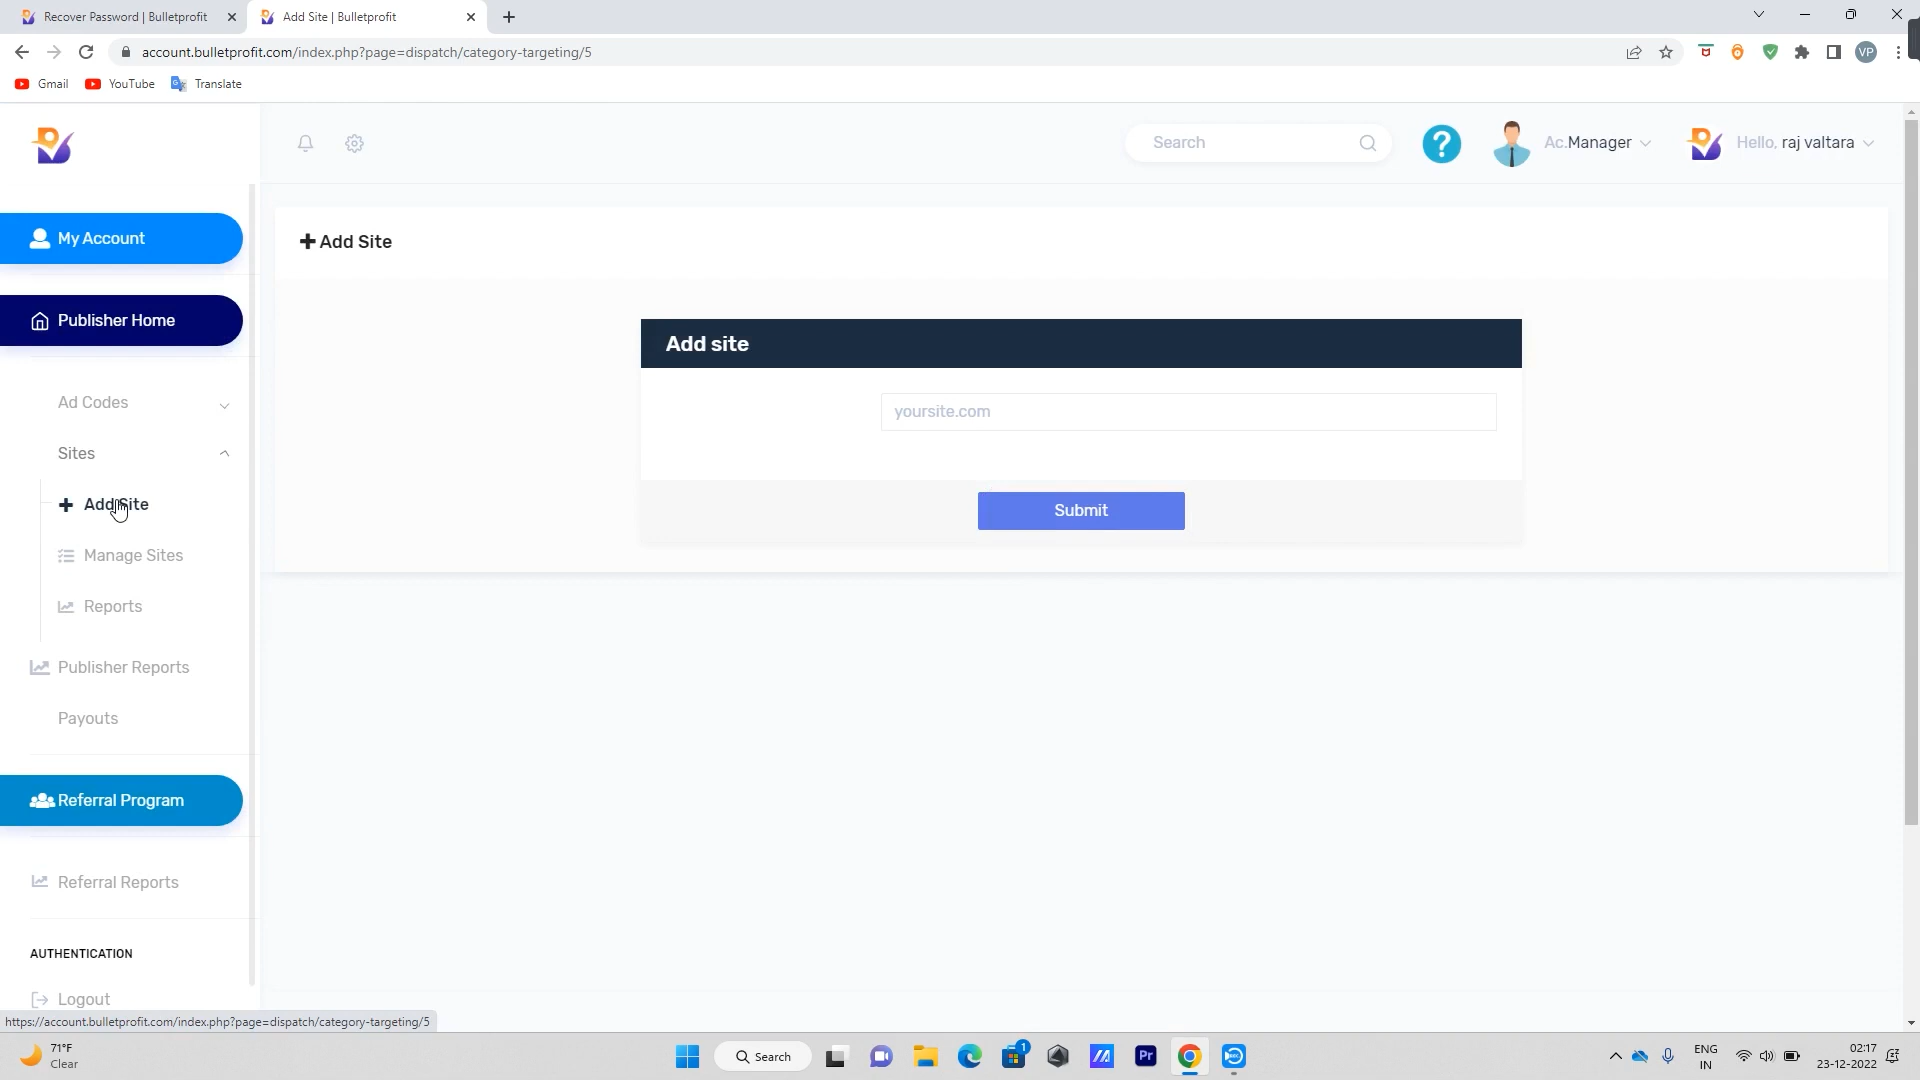 Recover Password | Bulletprofit
Add Site | Bulletprofit
account.bulletprofit.com/index.php?page=dispatch/category-targeting/5
VP
Gmail
YouTube
Translate
Search
?
Ac.Manager
Hello, raj valtara
My Account
Publisher Home
Ad Codes
Sites
Add Site
Manage Sites
Reports
Publisher Reports
Payouts
Referral Program
Referral Reports
AUTHENTICATION
Logout
Add Site
Add site
yoursite.com
Submit
https://account.bulletprofit.com/index.php?page=dispatch/category-targeting/5
71°F
Clear
Search
1
Pr
ENG
IN
02:17
23-12-2022